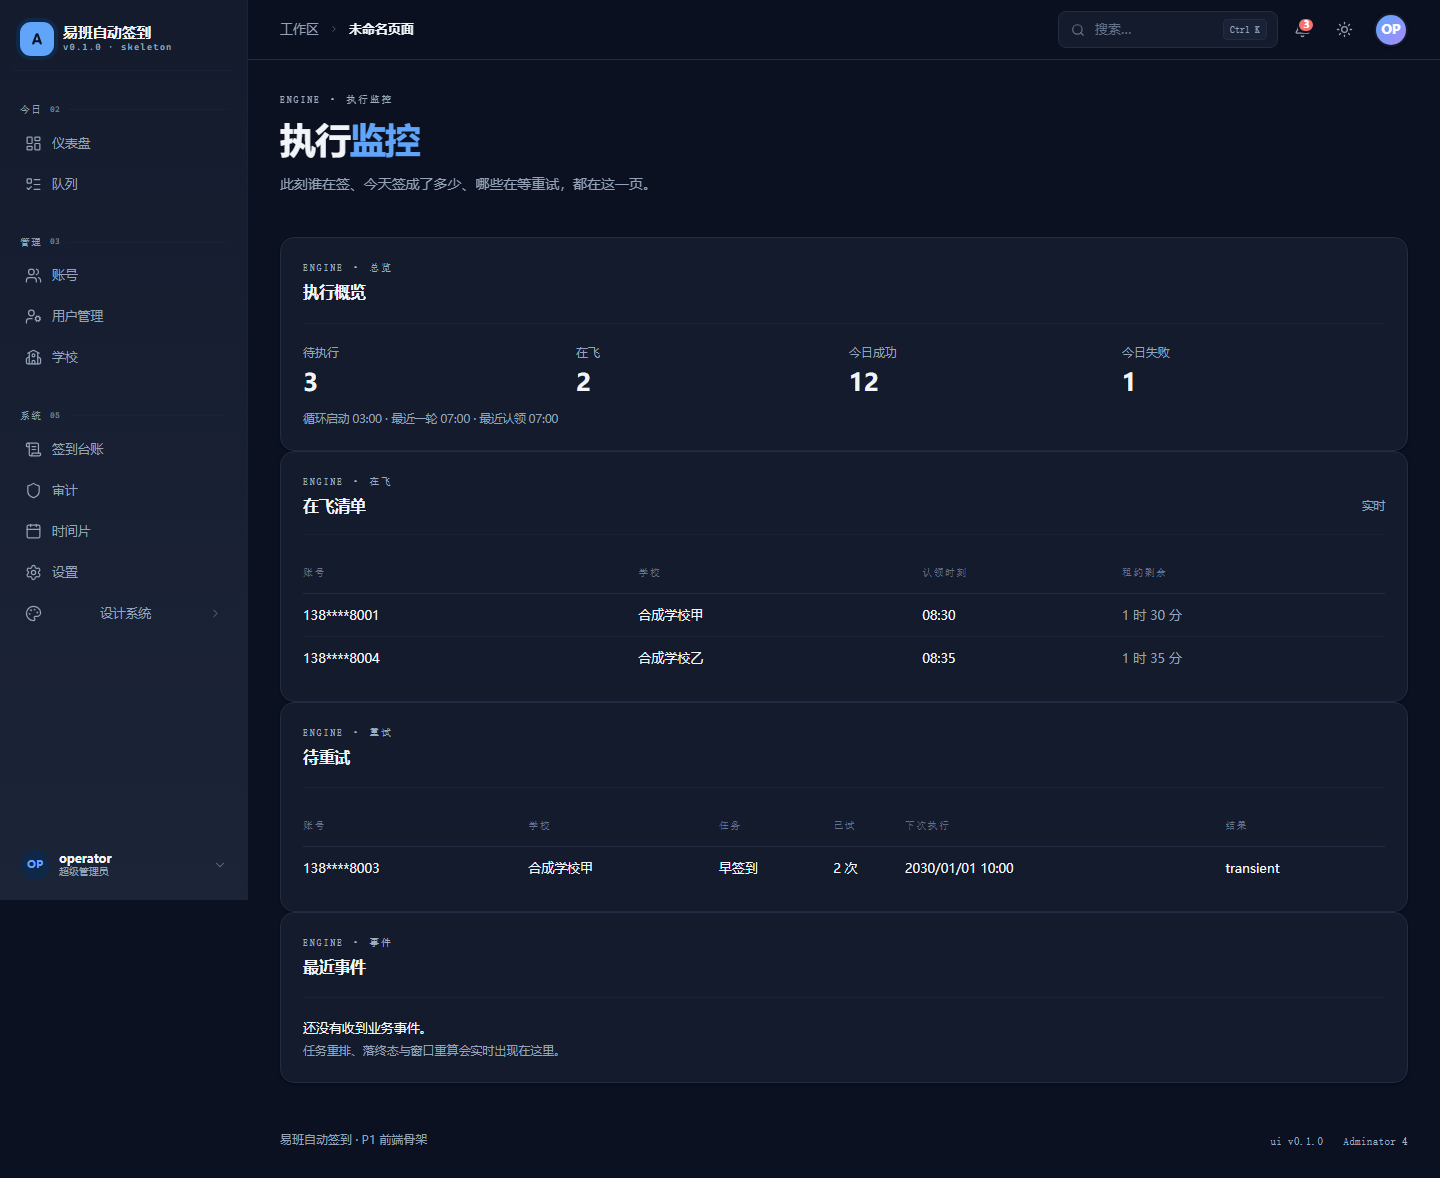 易班自动签到
v0.1.0 · skeleton
今日 02
仪表盘
队列
管理 03
账号
用户管理
学校
系统 05
签到台账
审计
时间片
设置
设计系统
OP
operator
超级管理员
工作区 › 未命名页面
搜索... Ctrl K
3
OP
ENGINE · 执行监控
执行监控
此刻谁在签、今天签成了多少、哪些在等重试，都在这一页。
ENGINE · 总览
执行概览
待执行 在飞 今日成功 今日失败
3 2 12 1
循环启动 03:00 · 最近一轮 07:00 · 最近认领 07:00
ENGINE · 在飞
在飞清单
实时
账号 学校 认领时刻 租约剩余
138****8001 合成学校甲 08:30 1 时 30 分
138****8004 合成学校乙 08:35 1 时 35 分
ENGINE · 重试
待重试
账号 学校 任务 已试 下次执行 结果
138****8003 合成学校甲 早签到 2 次 2030/01/01 10:00 transient
ENGINE · 事件
最近事件
还没有收到业务事件。
任务重排、落终态与窗口重算会实时出现在这里。
易班自动签到 · P1 前端骨架
ui v0.1.0 Adminator 4
A